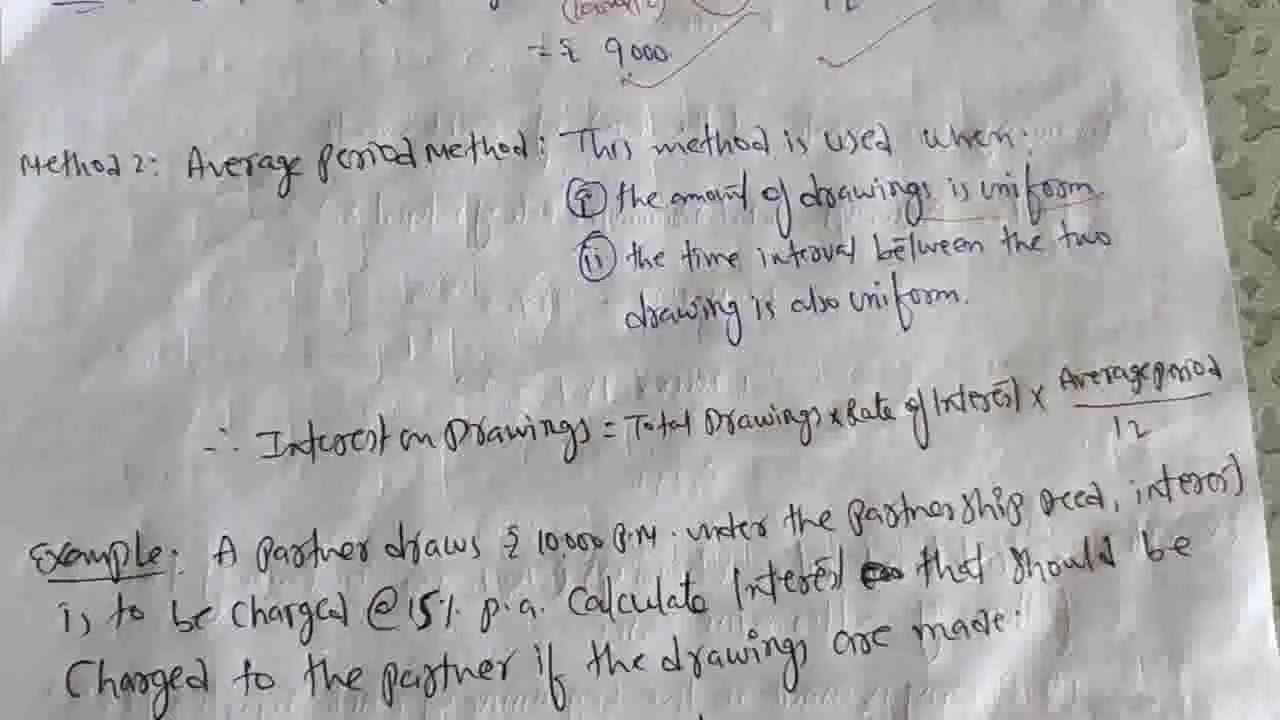 = ₹ 9000
12
Method 2: Average period Method: This method is used when:
(i) the amount of drawings is uniform.
(ii) the time interval between the two
drawing is also uniform.
∴ Interest on Drawings = Total Drawings x Rate of Interest x Average period
12
Example: A partner draws ₹ 10000 P.M. under the partnership Deed, interest
is to be charged @ 15% p.a. Calculate Interest that should be
Charged to the partner if the drawings are made: